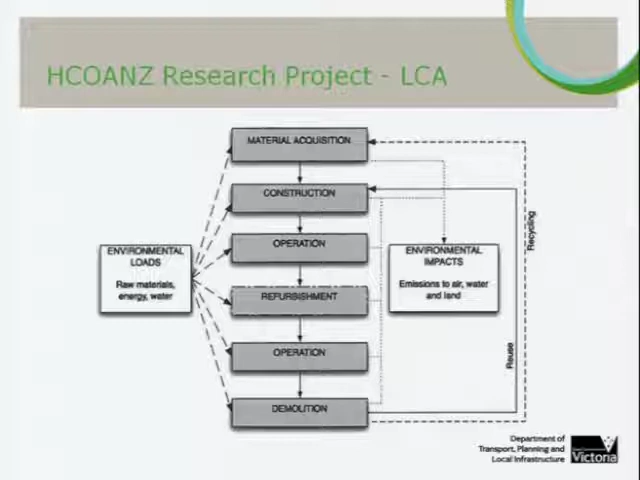 HCOANZ Research Project - LCA
MATERIAL ACQUISITION
CONSTRUCTION
OPERATION
REFURBISHMENT
OPERATION
DEMOLITION
ENVIRONMENTAL
LOADS
Raw materials,
energy, water
ENVIRONMENTAL
IMPACTS
Emissions to air, water
and land
Recycling
Reuse
Department of
Transport, Planning and
Local Infrastructure
Victoria